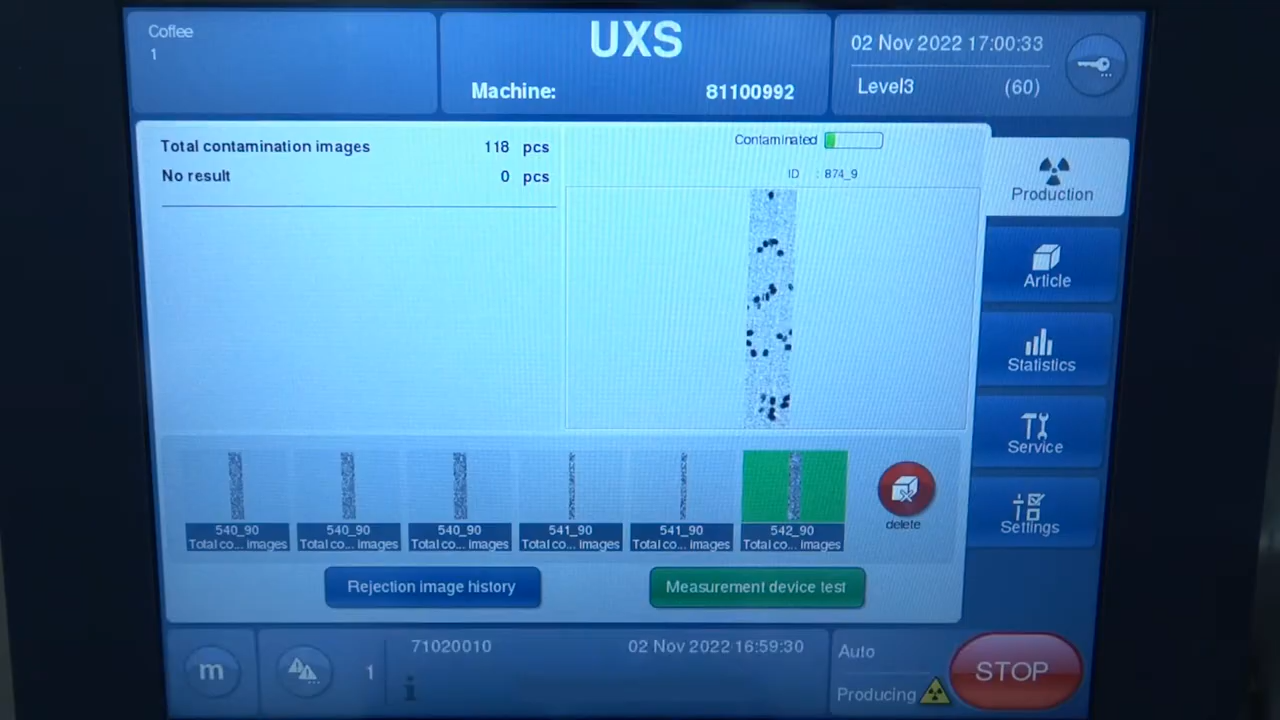 Coffee
1
UXS
Machine: 81100992
02 Nov 2022 17:00:33
Level3 (60)
Total contamination images 118 pcs
No result 0 pcs
Contaminated
ID : 874_9
Production
Article
Statistics
Service
Settings
540_90
Total co... images
540_90
Total co... images
540_90
Total co... images
541_90
Total co... images
541_90
Total co... images
542_90
Total co... images
delete
Rejection image history
Measurement device test
m
1
71020010
02 Nov 2022 16:59:30
i
Auto
Producing
STOP